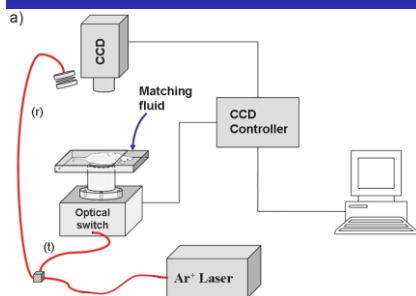 a)
CCD
(r)
Matching
fluid
CCD
Controller
Optical
switch
(t)
Ar+ Laser